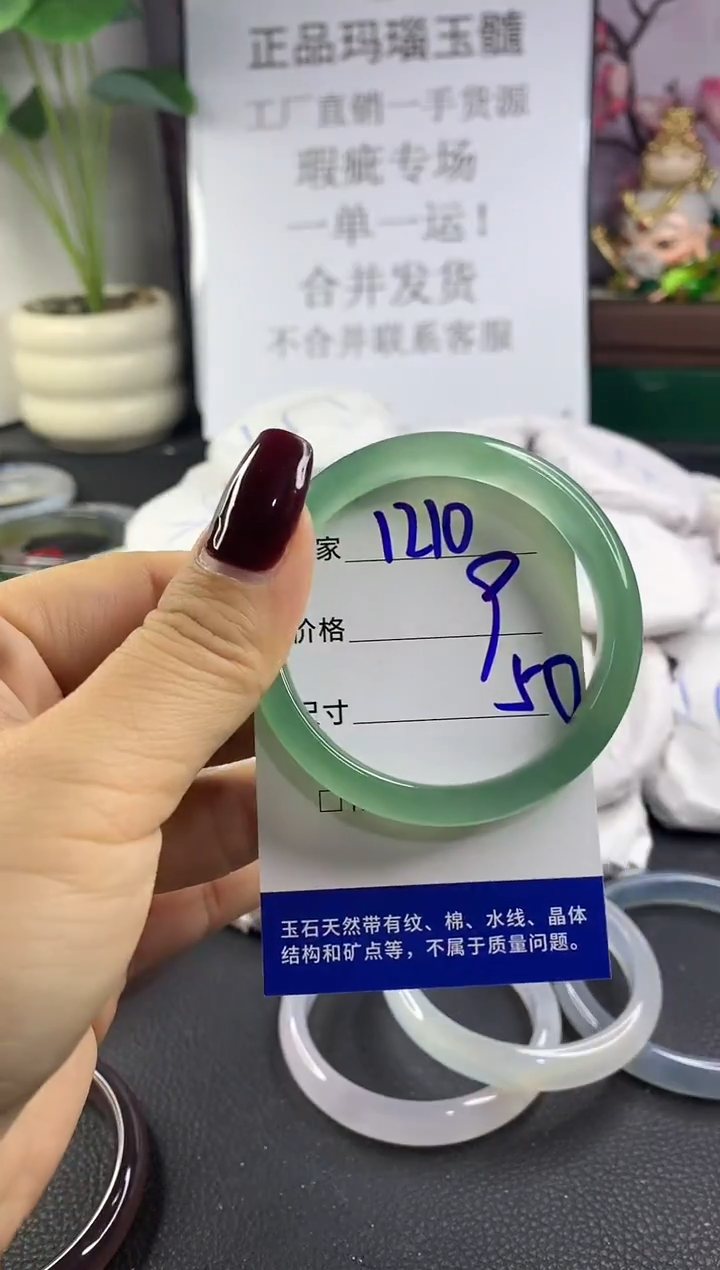 正品玛瑙玉髓
工厂直销一手货源
瑕疵专场
一单一运！
合并发货
不合并联系客服
家 1210
价格
尺寸 50
玉石天然带有纹、棉、水线、晶体
结构和矿点等，不属于质量问题。